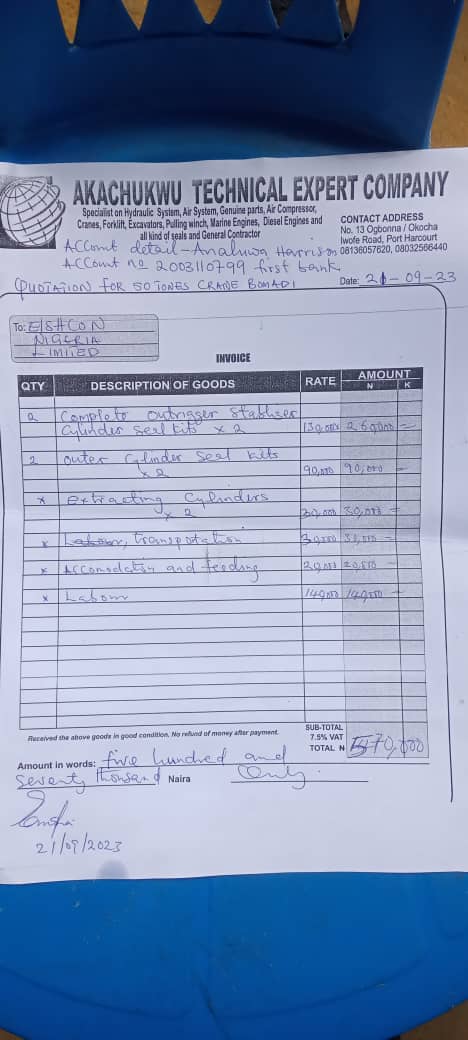 AKACHUKWU TECHNICAL EXPERT COMPANY
Specialist on Hydraulic System, Air System, Genuine parts, Air Compressor,
Cranes, Forklift, Excavators, Pulling winch, Marine Engines, Diesel Engines and
all kind of seals and General Contractor
CONTACT ADDRESS
No. 13 Ogbonna / Okocha
Iwofe Road, Port Harcourt
08136057620, 08032566440
ACComt detail - Harrison
ACComt no 2003110799 first bank
Date: 21-09-23
QUOTATION FOR 50 TONES CRANE BOMADI
To: EISHCON
NIGERIA
LIMITED
INVOICE
QTY DESCRIPTION OF GOODS RATE AMOUNT
N K
2 Complete outrigger Stabliser
Cylinder seal kits x 2 130,000 260,000 =
2 outer Cylinder Seal kits
x 2 90,000 90,000 =
* extracting Cylinders
x 2 30,000 30,000 =
* Labour, transpotation 30,000 30,000 =
* Accomodation and feeding 20,000 20,000 =
* Labour 140,000 140,000 =
Received the above goods in good condition, No refund of money after payment.
SUB-TOTAL
7.5% VAT
TOTAL N 570,000
Amount in words: five hundred and
Seventy thousand Naira Only.
21/09/2023